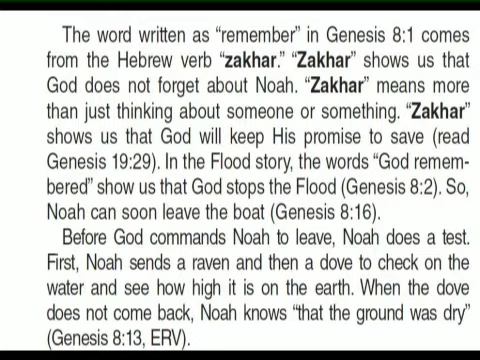 The word written as “remember” in Genesis 8:1 comes
from the Hebrew verb “zakhar.” “Zakhar” shows us that
God does not forget about Noah. “Zakhar” means more
than just thinking about someone or something. “Zakhar”
shows us that God will keep His promise to save (read
Genesis 19:29). In the Flood story, the words “God remem-
bered” show us that God stops the Flood (Genesis 8:2). So,
Noah can soon leave the boat (Genesis 8:16).
Before God commands Noah to leave, Noah does a test.
First, Noah sends a raven and then a dove to check on the
water and see how high it is on the earth. When the dove
does not come back, Noah knows “that the ground was dry”
(Genesis 8:13, ERV).